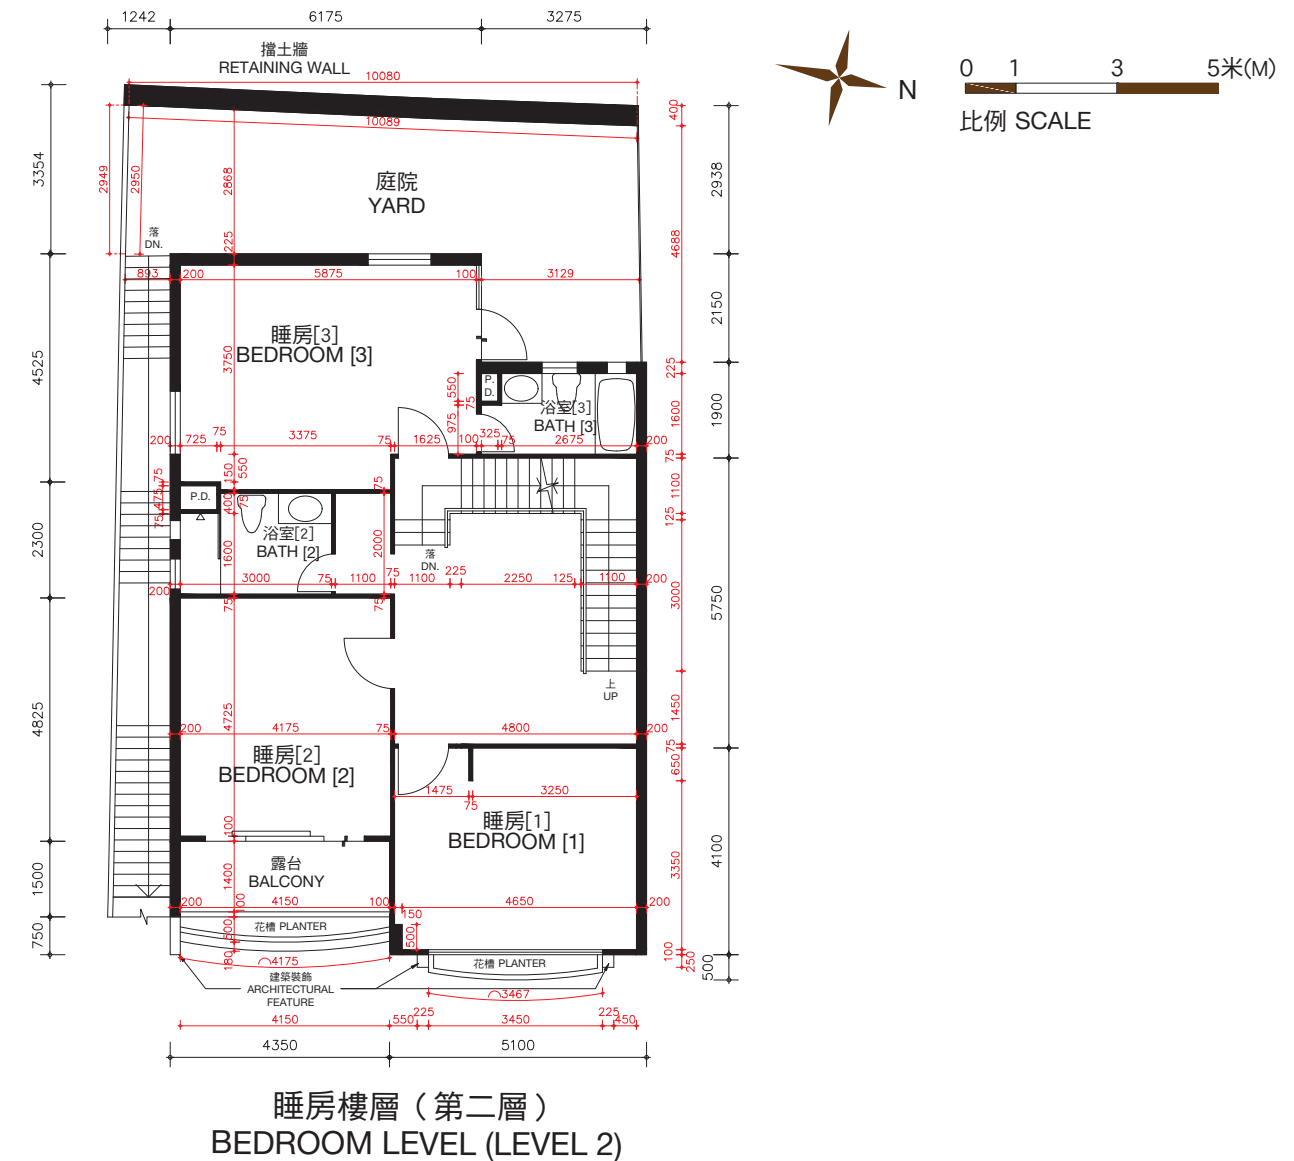 1242 6175 3275
擋土牆
RETAINING WALL
10080
10089
N
0 1 3 5米(M)
比例 SCALE
400
3354
2949
2950
2868
225
庭院
YARD
2938
4688
落
DN.
893 200 5875 100 3129
睡房[3]
BEDROOM [3]
3750
2150
4525
P.
D.
550
75
975
浴室[3]
BATH [3]
225
1600
1900
200 725 75 3375 75 1625 100 325 75 2675 200
75
150
550
75
75
475
75
P.D.
400
75
1100
125
浴室[2]
BATH [2]
1600
2000
2300
落
DN.
200 3000 75 1100 75 1100 225 2250 125 1100 200
75
75
3000
5750
上
UP
4825
4725
1450
200 4175 75 4800 200
75
650
睡房[2]
BEDROOM [2]
1475 75 3250
睡房[1]
BEDROOM [1]
100
3350
4100
露台
BALCONY
1400
1500
200 4150 100 4650 200
100
150
500
花槽 PLANTER
500
750
180
4175
花槽 PLANTER
100
250
500
建築裝飾
ARCHITECTURAL
FEATURE
3467
4150 550 225 3450 225 450
4350 5100
睡房樓層（第二層）
BEDROOM LEVEL (LEVEL 2)